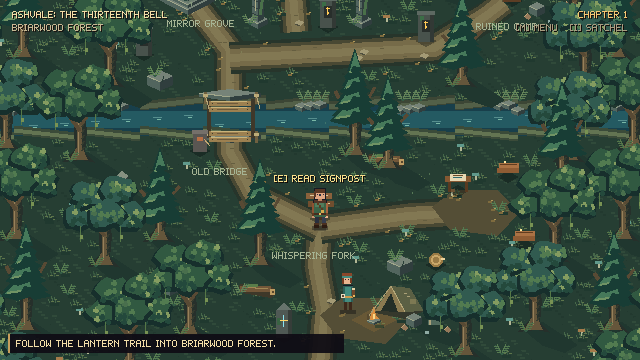 ASHVALE: THE THIRTEENTH BELL
BRIARWOOD FOREST
CHAPTER 1
MENU [I] SATCHEL
MIRROR GROVE
RUINED
OLD BRIDGE
[E] READ SIGNPOST
WHISPERING FORK
FOLLOW THE LANTERN TRAIL INTO BRIARWOOD FOREST.